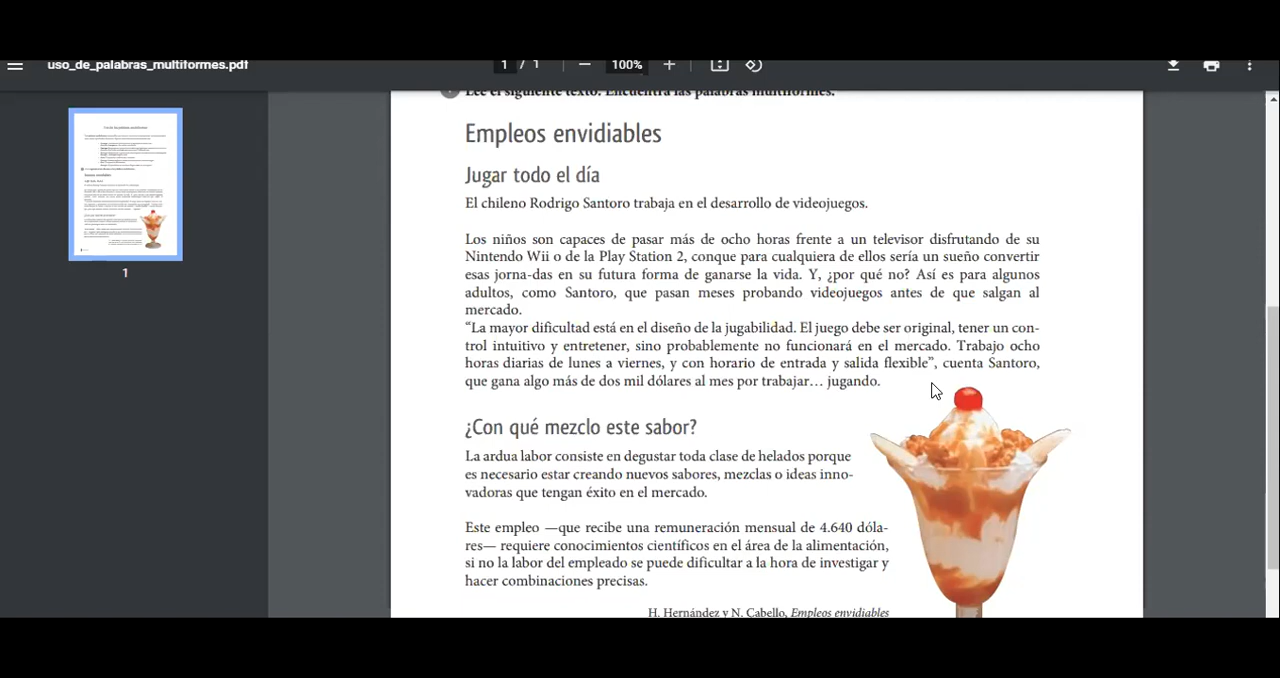 uso_de_palabras_multiformes.pdf
1 / 1
100%
1
Lee el siguiente texto. Encuentra las palabras multiformes.
Empleos envidiables
Jugar todo el día
El chileno Rodrigo Santoro trabaja en el desarrollo de videojuegos.
Los niños son capaces de pasar más de ocho horas frente a un televisor disfrutando de su
Nintendo Wii o de la Play Station 2, conque para cualquiera de ellos sería un sueño convertir
esas jorna-das en su futura forma de ganarse la vida. Y, ¿por qué no? Así es para algunos
adultos, como Santoro, que pasan meses probando videojuegos antes de que salgan al
mercado.
“La mayor dificultad está en el diseño de la jugabilidad. El juego debe ser original, tener un con-
trol intuitivo y entretener, sino probablemente no funcionará en el mercado. Trabajo ocho
horas diarias de lunes a viernes, y con horario de entrada y salida flexible”, cuenta Santoro,
que gana algo más de dos mil dólares al mes por trabajar… jugando.
¿Con qué mezclo este sabor?
La ardua labor consiste en degustar toda clase de helados porque
es necesario estar creando nuevos sabores, mezclas o ideas inno-
vadoras que tengan éxito en el mercado.
Este empleo —que recibe una remuneración mensual de 4.640 dóla-
res— requiere conocimientos científicos en el área de la alimentación,
si no la labor del empleado se puede dificultar a la hora de investigar y
hacer combinaciones precisas.
H. Hernández y N. Cabello, Empleos envidiables